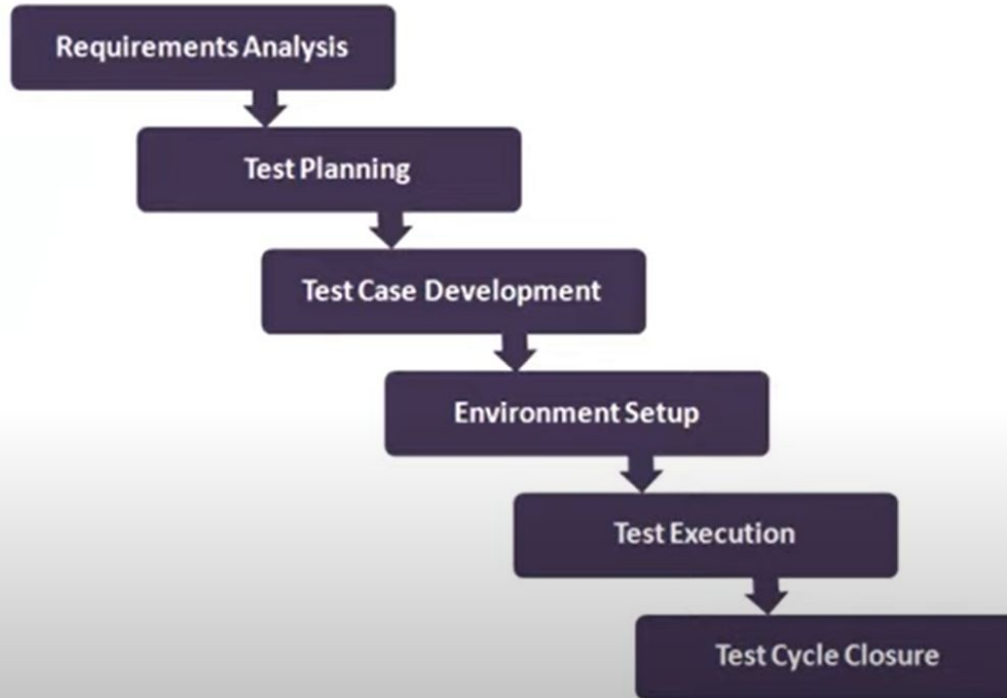 Requirements Analysis
Test Planning
Test Case Development
Environment Setup
Test Execution
Test Cycle Closure